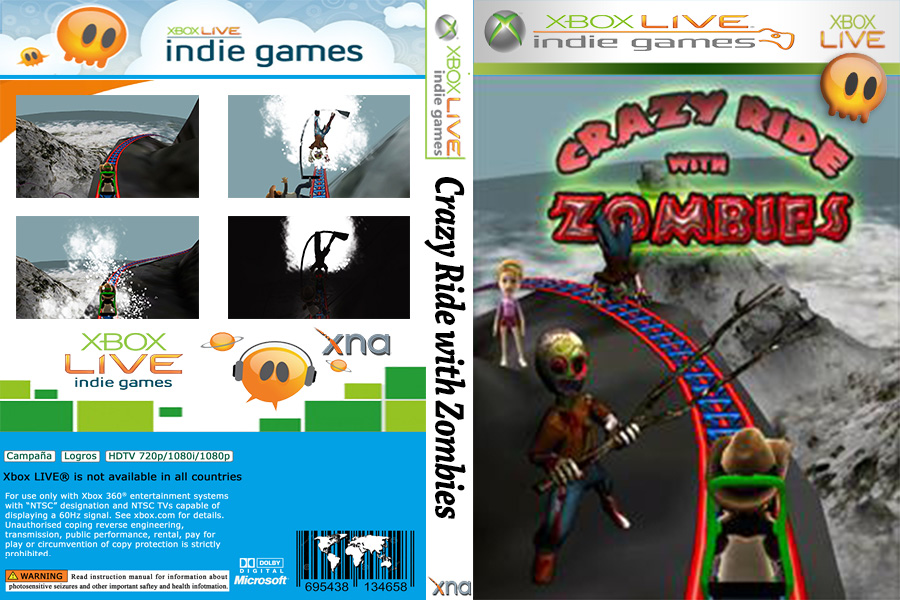 XBOX LIVE
indie games
XBOX
LIVE
indie games
xna
Campaña Logros HDTV 720p/1080i/1080p
Xbox LIVE® is not available in all countries
For use only with Xbox 360® entertainment systems
with “NTSC” designation and NTSC TVs capable of
displaying a 60Hz signal. See xbox.com for details.
Unauthorised coping reverse engineering,
transmission, public performance, rental, pay for
play or circumvention of copy protection is strictly
prohibited.
WARNING Read instruction manual for information about
photosensitive seizures and other important saftey and health infotmation.
DOLBY
DIGITAL
Microsoft
695438 134658
XBOX LIVE
indie games
Crazy Ride with Zombies
xna
XBOX LIVE
indie games
XBOX
LIVE
CRAZY RIDE
WITH
ZOMBIES